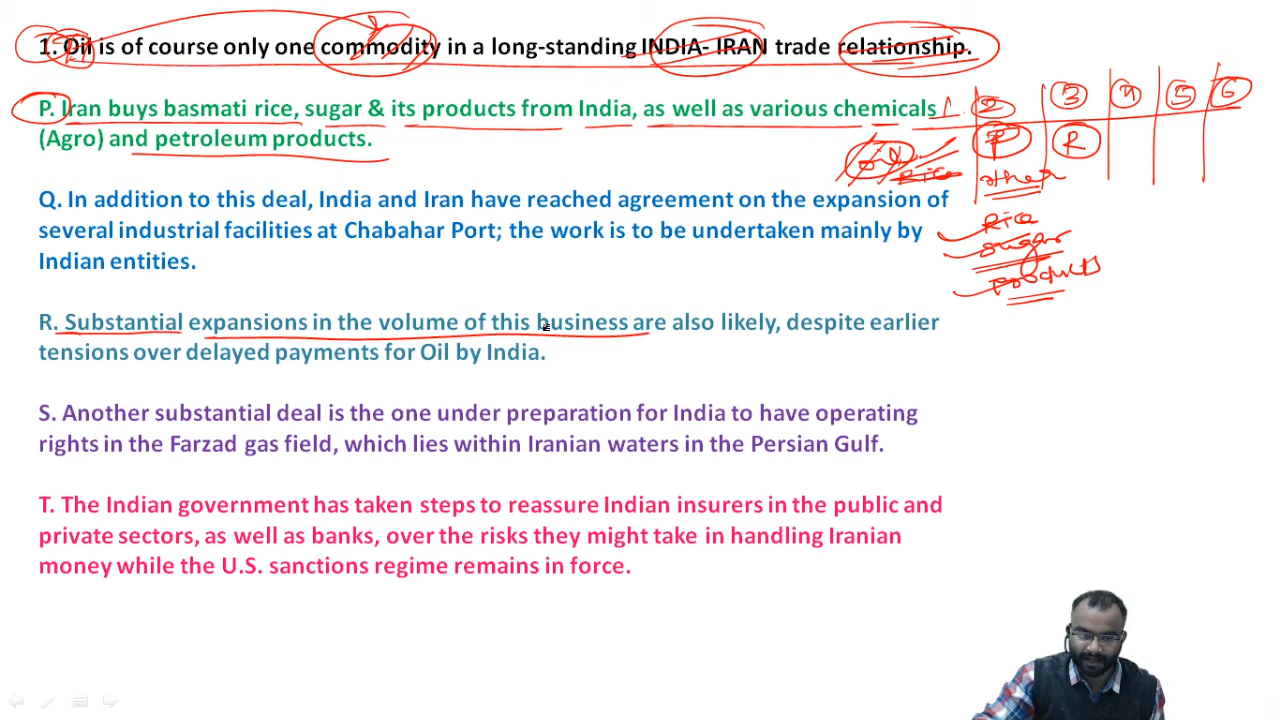 1. Oil is of course only one commodity in a long-standing INDIA- IRAN trade relationship.
P. Iran buys basmati rice, sugar & its products from India, as well as various chemicals
(Agro) and petroleum products.
1 2 3 4 5 6
oil P R
Rice other
Rice
sugar
Products
Q. In addition to this deal, India and Iran have reached agreement on the expansion of
several industrial facilities at Chabahar Port; the work is to be undertaken mainly by
Indian entities.
R. Substantial expansions in the volume of this business are also likely, despite earlier
tensions over delayed payments for Oil by India.
S. Another substantial deal is the one under preparation for India to have operating
rights in the Farzad gas field, which lies within Iranian waters in the Persian Gulf.
T. The Indian government has taken steps to reassure Indian insurers in the public and
private sectors, as well as banks, over the risks they might take in handling Iranian
money while the U.S. sanctions regime remains in force.